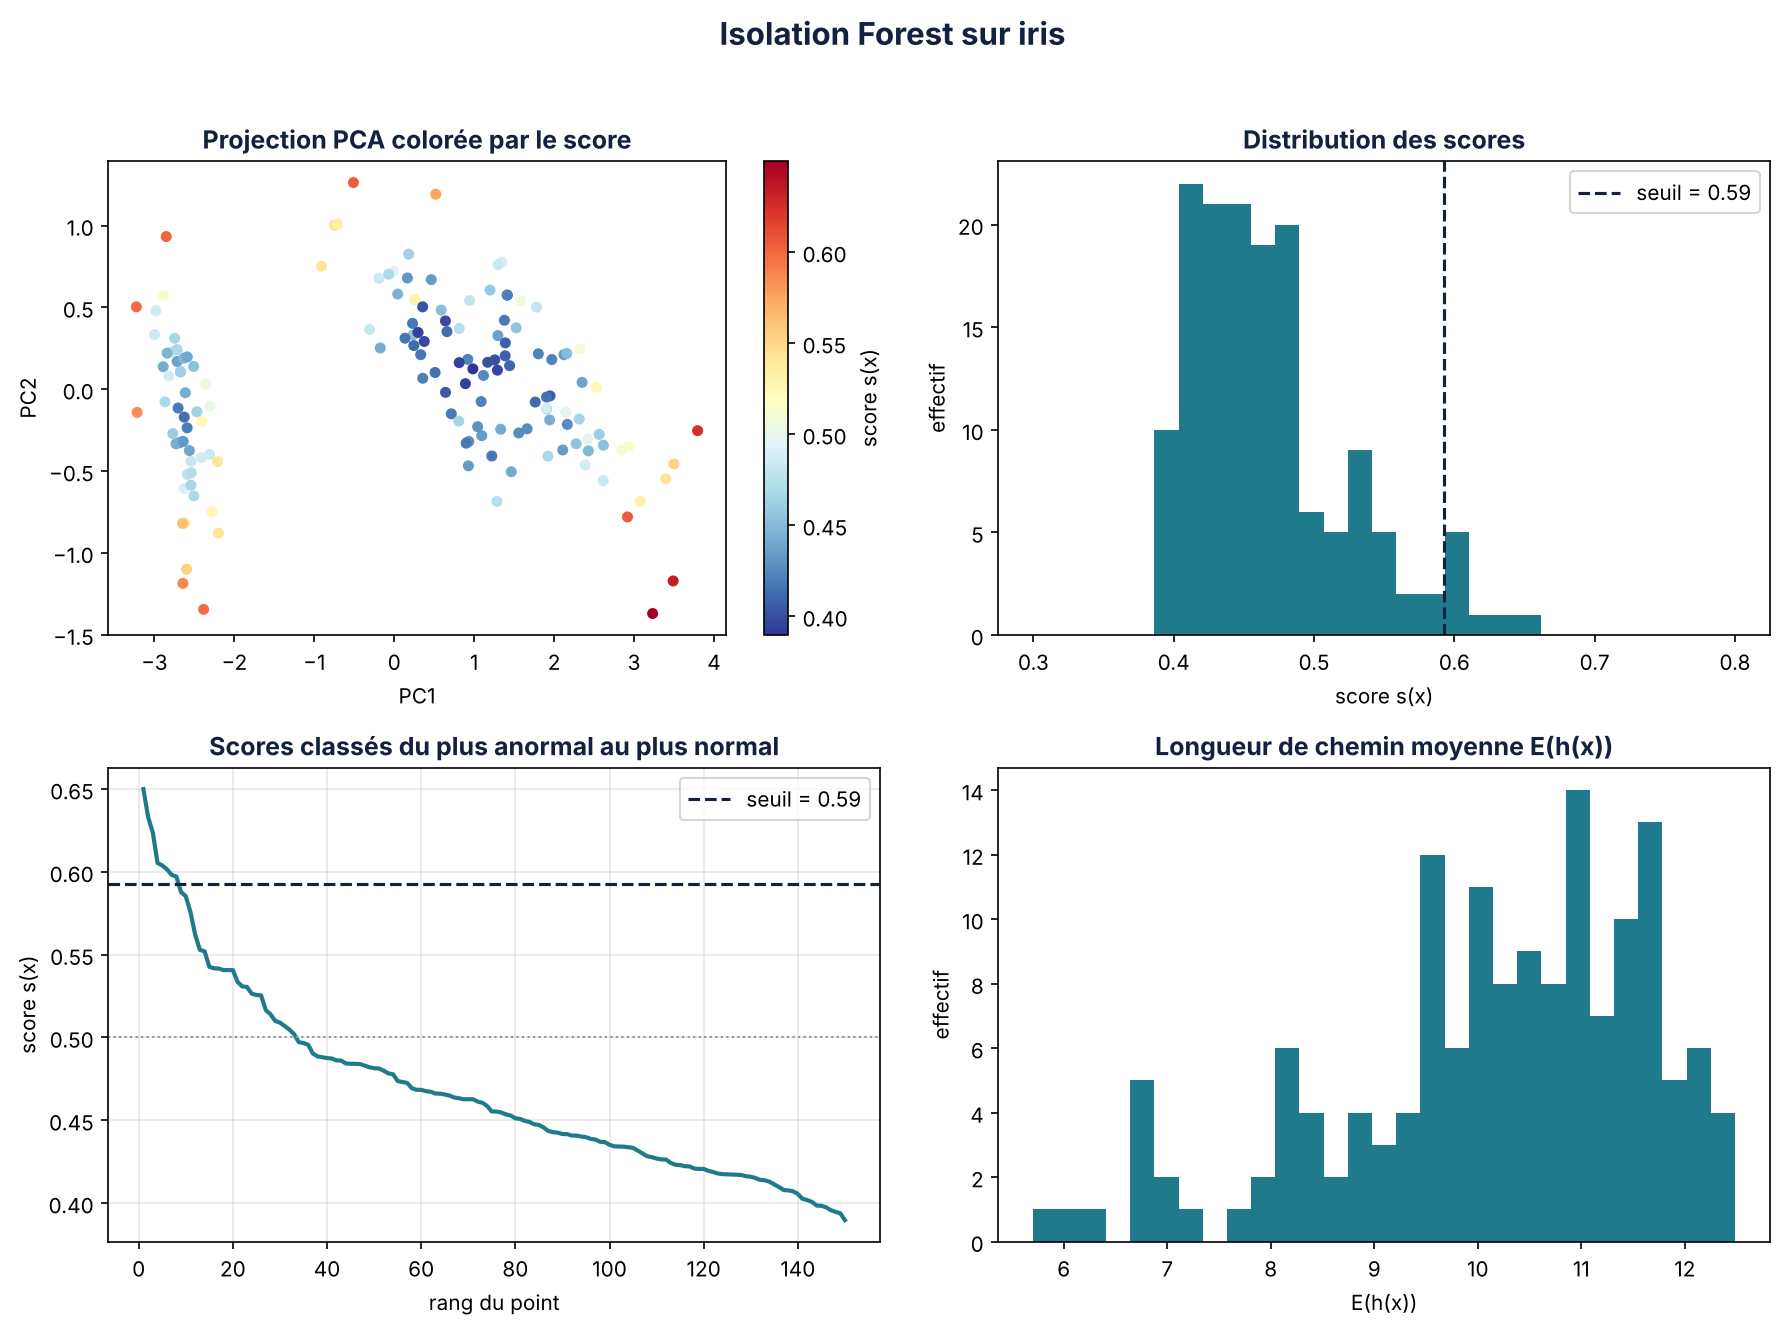 Isolation Forest sur iris
Projection PCA colorée par le score
1.0
0.5
0.0
−0.5
−1.0
−1.5
PC2
−3 −2 −1 0 1 2 3 4
PC1
0.60
0.55
0.50
0.45
0.40
score s(x)
Distribution des scores
seuil = 0.59
20
15
10
5
0
effectif
0.3 0.4 0.5 0.6 0.7 0.8
score s(x)
Scores classés du plus anormal au plus normal
seuil = 0.59
0.65
0.60
0.55
0.50
0.45
0.40
score s(x)
0 20 40 60 80 100 120 140
rang du point
Longueur de chemin moyenne E(h(x))
14
12
10
8
6
4
2
0
effectif
6 7 8 9 10 11 12
E(h(x))